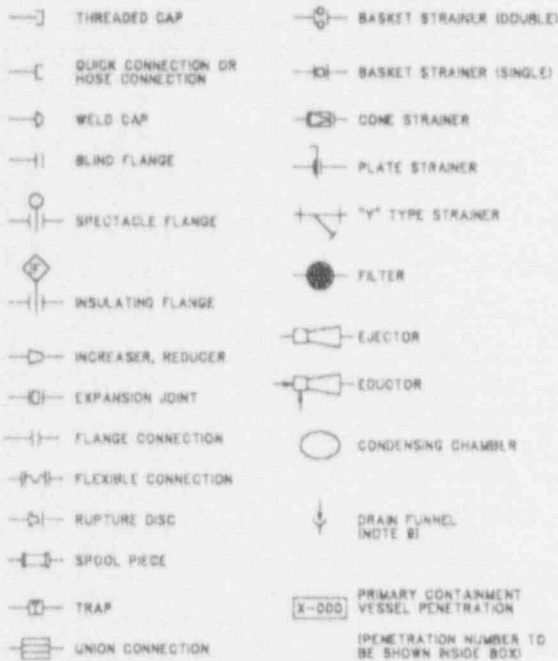 THREADED CAP
QUICK CONNECTION OR
HOSE CONNECTION
WELD CAP
BLIND FLANGE
SPECTACLE FLANGE
IF
INSULATING FLANGE
INCREASER, REDUCER
EXPANSION JOINT
FLANGE CONNECTION
FLEXIBLE CONNECTION
RUPTURE DISC
SPOOL PIECE
T
TRAP
UNION CONNECTION
BASKET STRAINER (DOUBLE)
BASKET STRAINER (SINGLE)
CONE STRAINER
PLATE STRAINER
"Y" TYPE STRAINER
FILTER
EJECTOR
EDUCTOR
CONDENSING CHAMBER
DRAIN FUNNEL
(NOTE 8)
X-000
PRIMARY CONTAINMENT
VESSEL PENETRATION
(PENETRATION NUMBER TO
BE SHOWN INSIDE BOX)